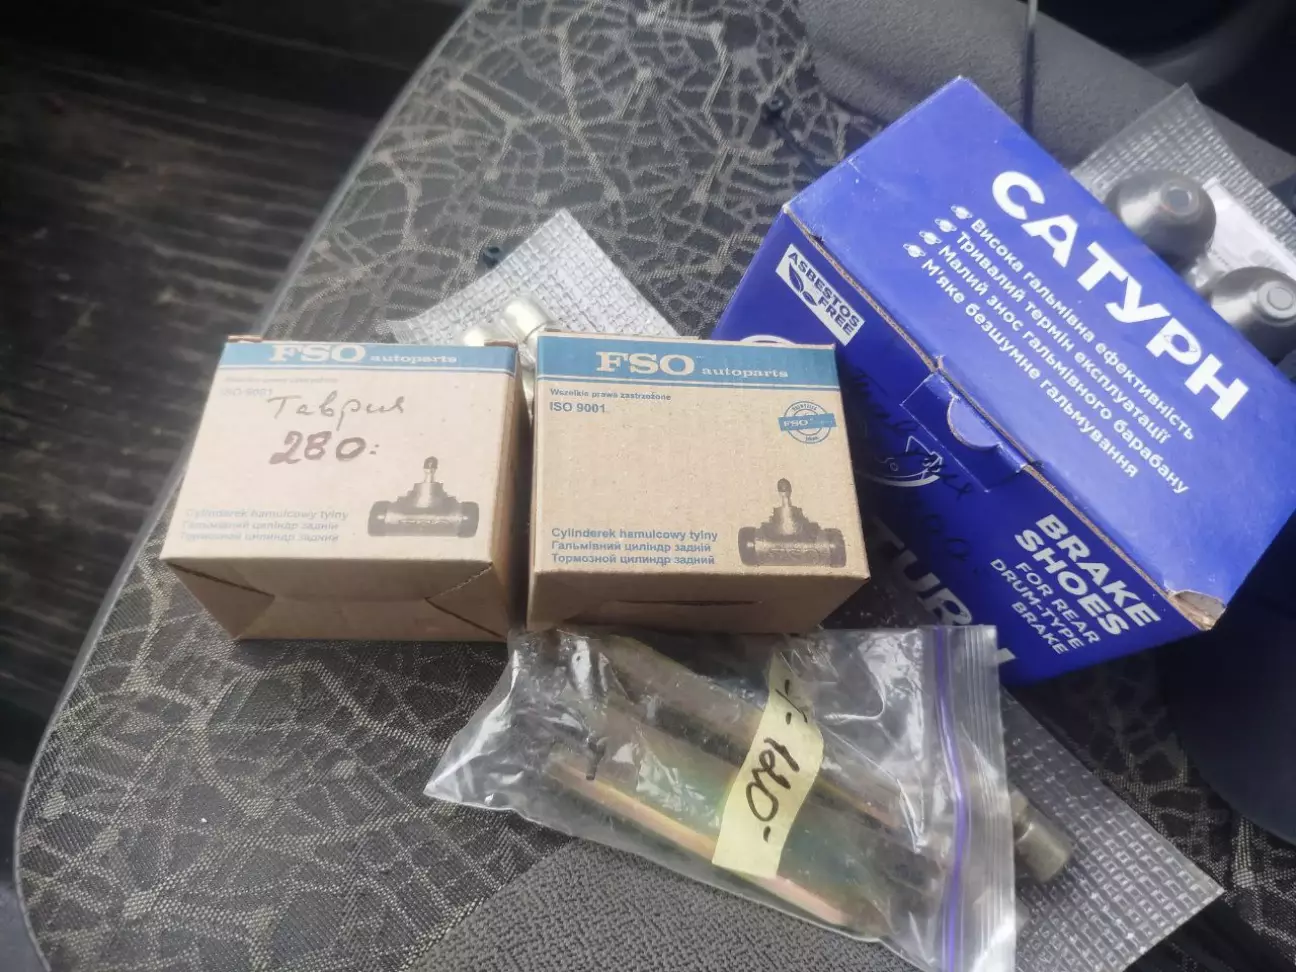 FSO autoparts
ISO 9001
Таврия
280.
Cylinderek hamulcowy tylny
Гальмівний циліндр задній
Тормозной цилиндр задний
FSO autoparts
Wszelkie prawa zastrzeżone
ISO 9001
FSO
Cylinderek hamulcowy tylny
Гальмівний циліндр задній
Тормозной цилиндр задний
ASBESTOS
FREE
САТУРН
Висока гальмівна ефективність
Тривалий термін експлуатації
Малий знос гальмівного барабану
М'яке безшумне гальмування
BRAKE
SHOES
FOR REAR
DRUM-TYPE
BRAKE